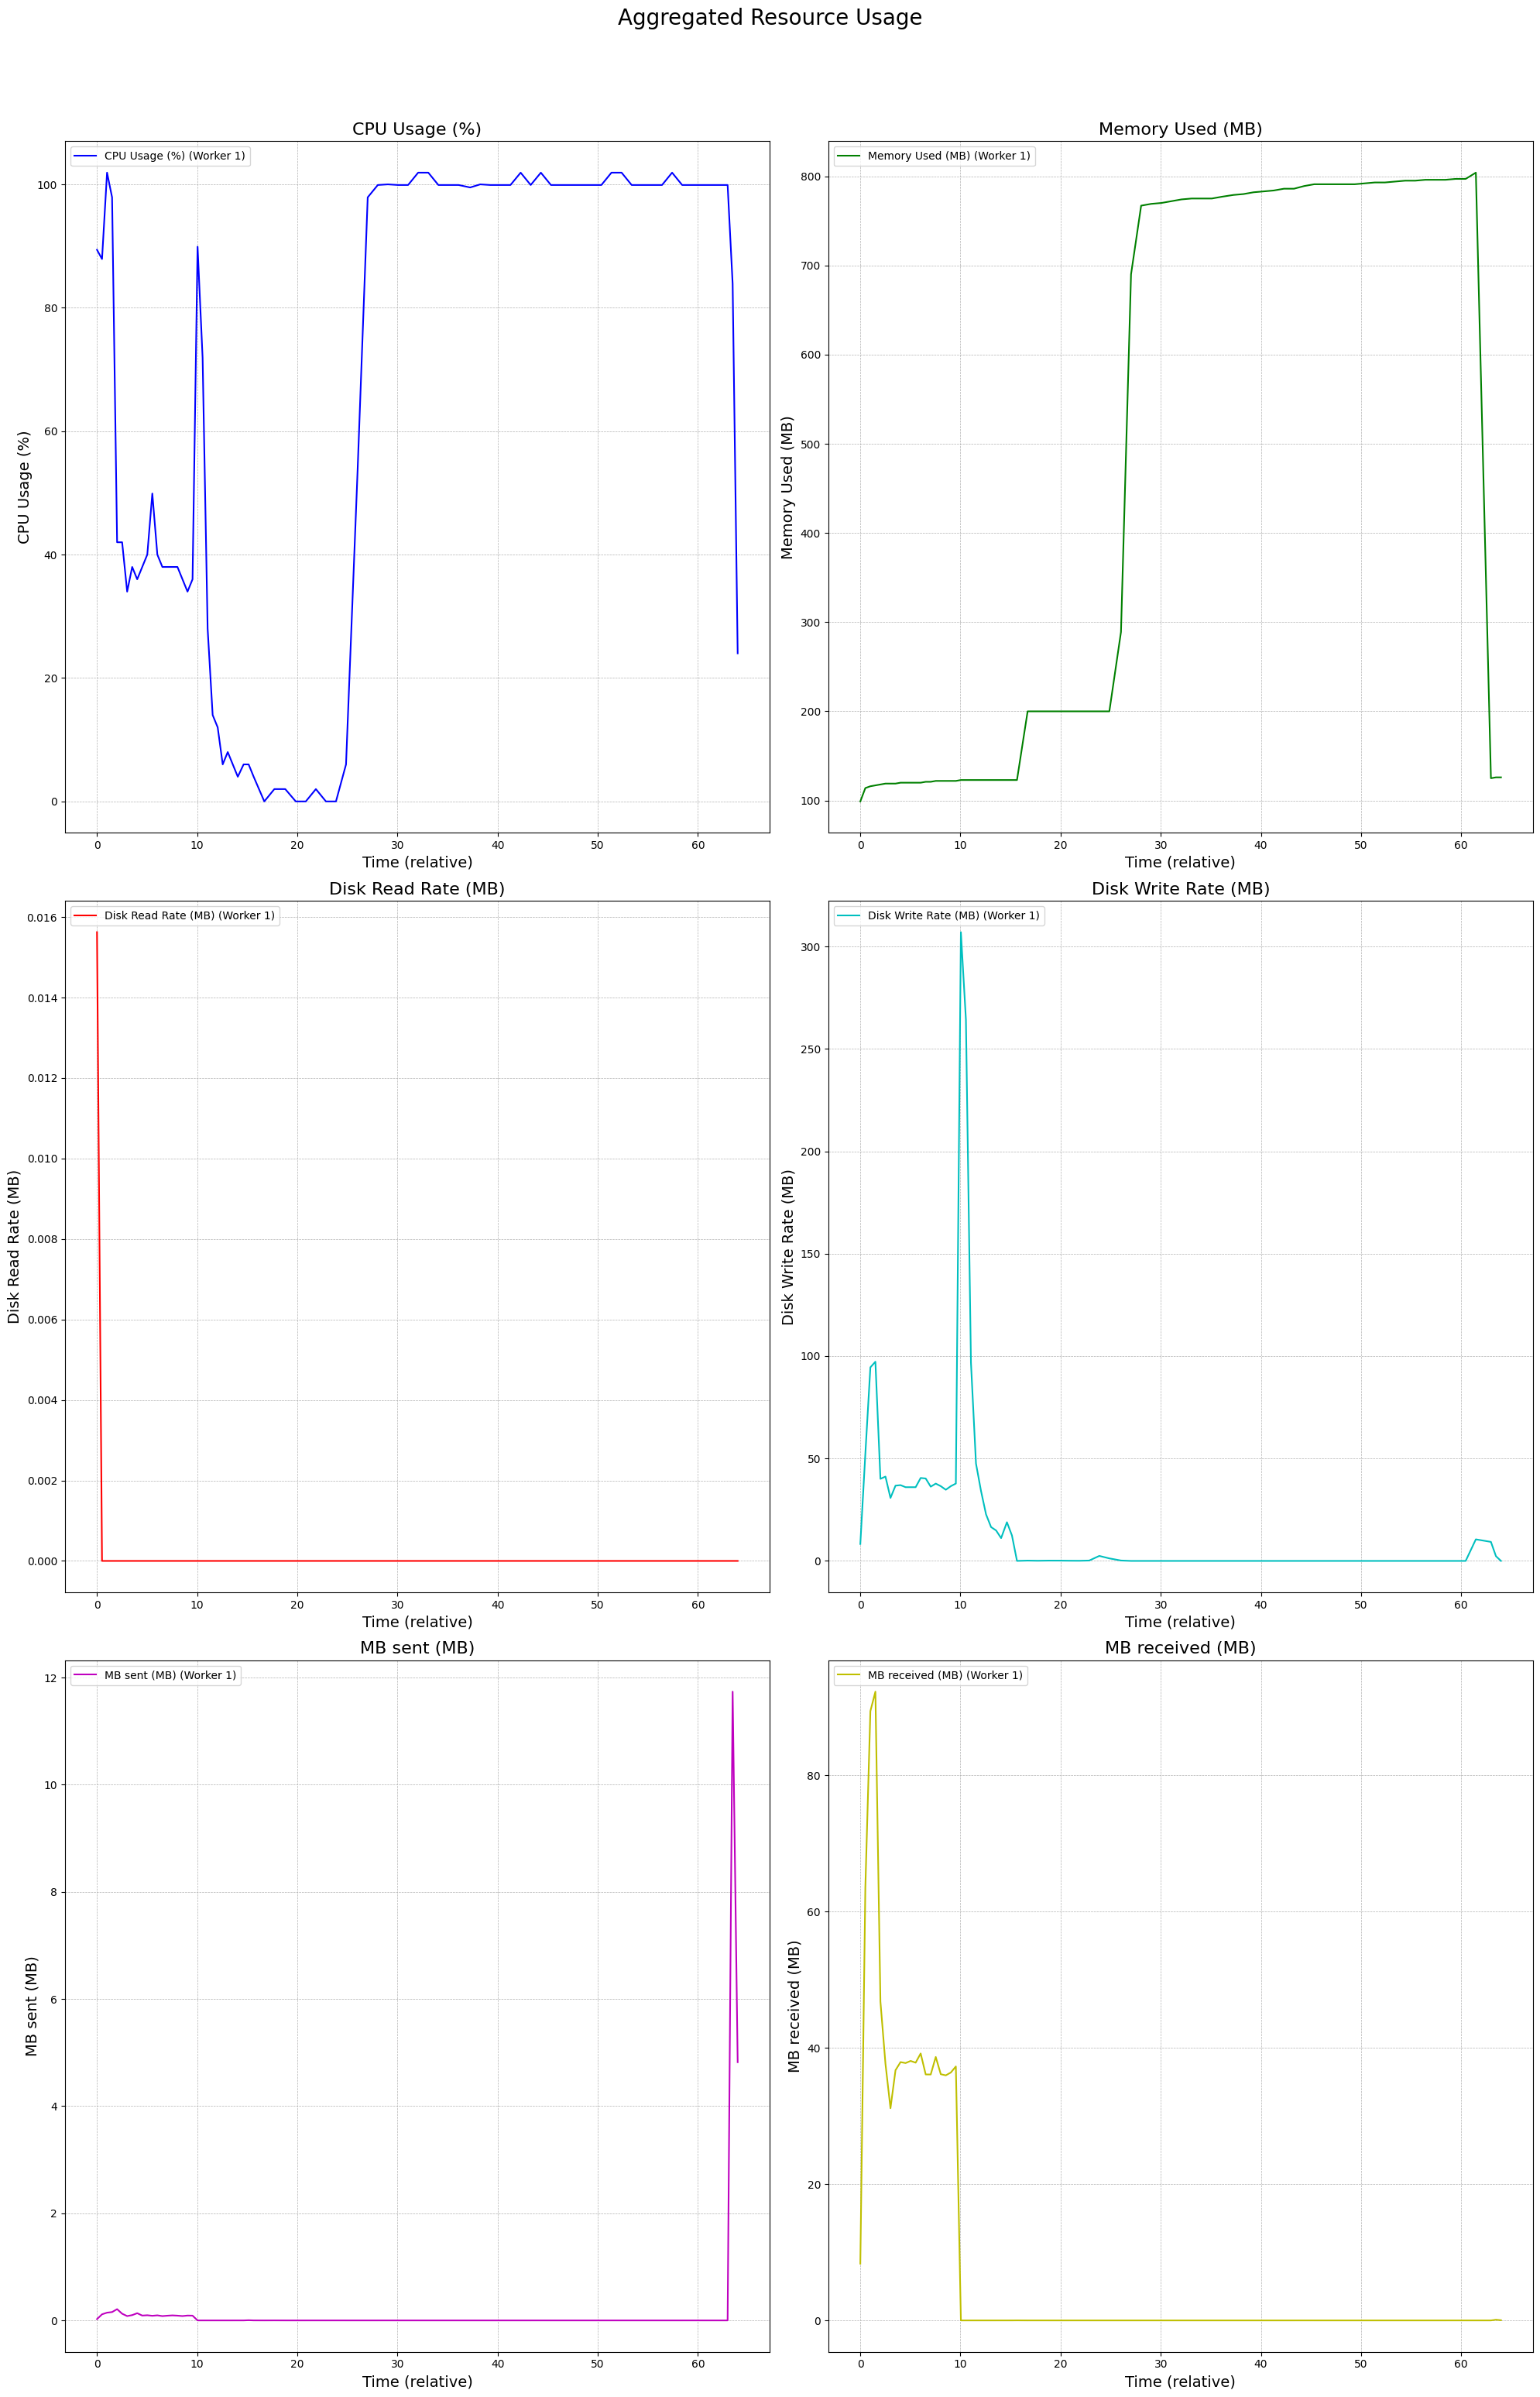 Aggregated Resource Usage
CPU Usage (%)
CPU Usage (%) (Worker 1)
CPU Usage (%)
100
80
60
40
20
0
0 10 20 30 40 50 60
Time (relative)
Memory Used (MB)
Memory Used (MB) (Worker 1)
Memory Used (MB)
800
700
600
500
400
300
200
100
0 10 20 30 40 50 60
Time (relative)
Disk Read Rate (MB)
Disk Read Rate (MB) (Worker 1)
Disk Read Rate (MB)
0.016
0.014
0.012
0.010
0.008
0.006
0.004
0.002
0.000
0 10 20 30 40 50 60
Time (relative)
Disk Write Rate (MB)
Disk Write Rate (MB) (Worker 1)
Disk Write Rate (MB)
300
250
200
150
100
50
0
0 10 20 30 40 50 60
Time (relative)
MB sent (MB)
MB sent (MB) (Worker 1)
MB sent (MB)
12
10
8
6
4
2
0
0 10 20 30 40 50 60
Time (relative)
MB received (MB)
MB received (MB) (Worker 1)
MB received (MB)
80
60
40
20
0
0 10 20 30 40 50 60
Time (relative)